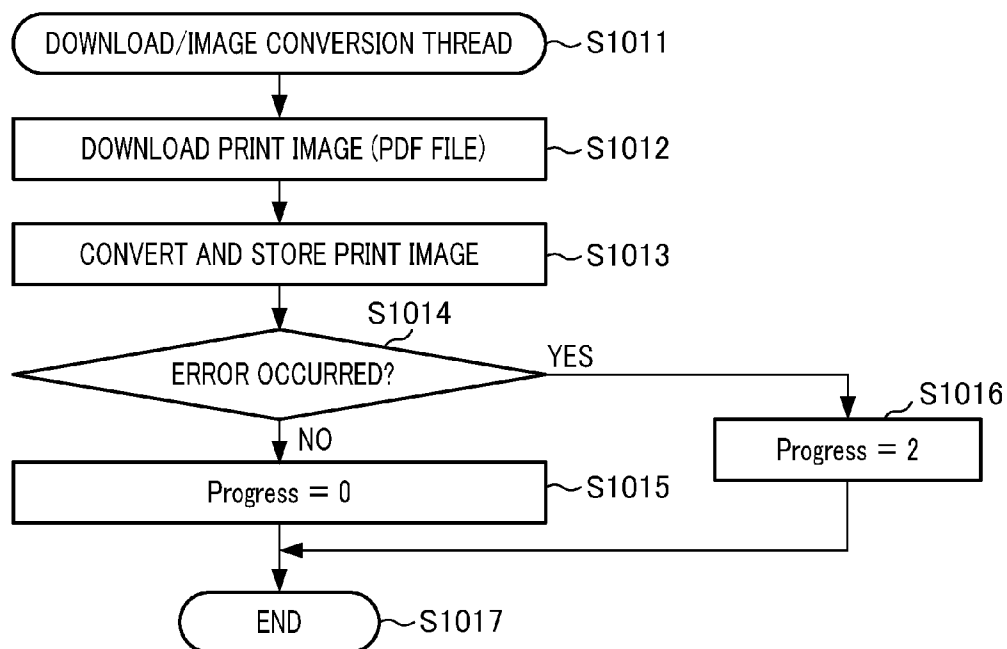 DOWNLOAD/IMAGE CONVERSION THREAD
S1011
DOWNLOAD PRINT IMAGE (PDF FILE)
S1012
CONVERT AND STORE PRINT IMAGE
S1013
S1014
ERROR OCCURRED?
YES
NO
S1016
Progress = 2
Progress = 0
S1015
END
S1017